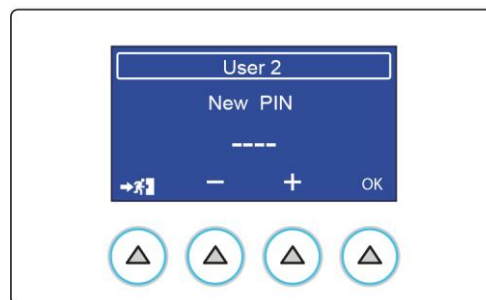 User 2
New PIN
----
− + OK